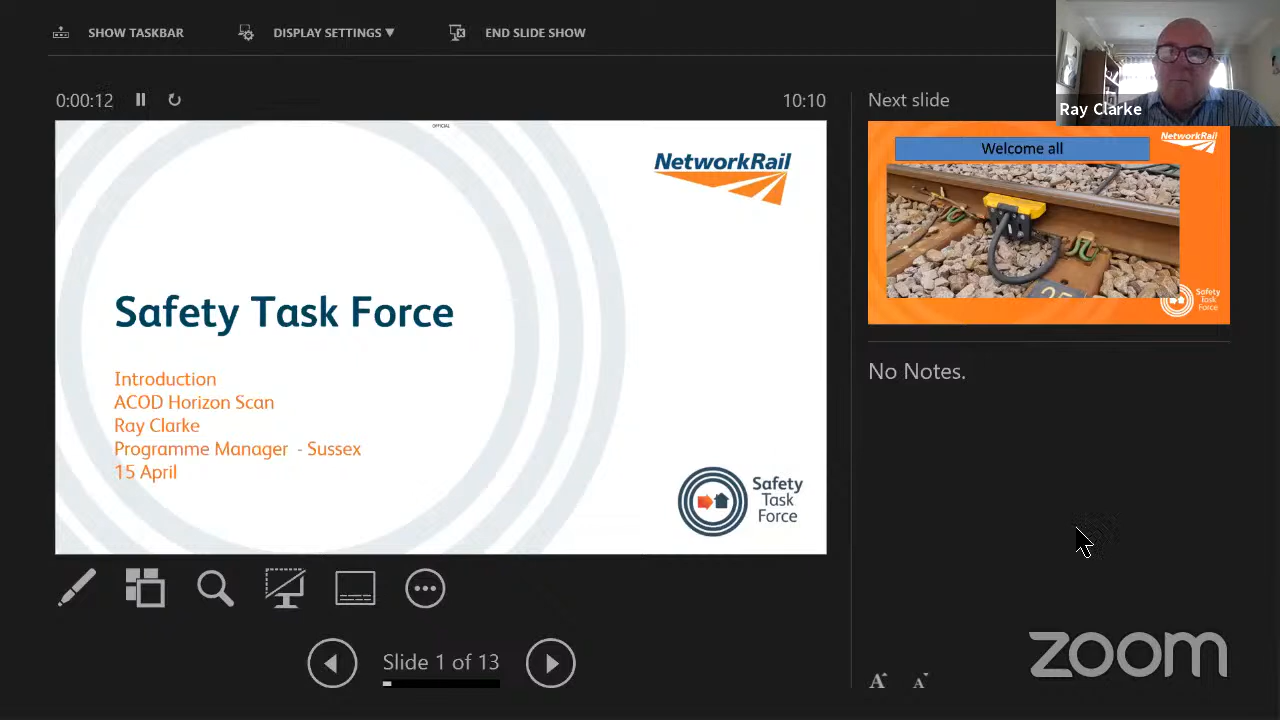 SHOW TASKBAR
DISPLAY SETTINGS ▼
END SLIDE SHOW
Ray Clarke
0:00:12
10:10
Next slide
OFFICIAL
NetworkRail
Safety Task Force
Introduction
ACOD Horizon Scan
Ray Clarke
Programme Manager - Sussex
15 April
Safety
Task
Force
NetworkRail
Welcome all
25
Safety
Task
Force
No Notes.
Slide 1 of 13
A
A
zoom